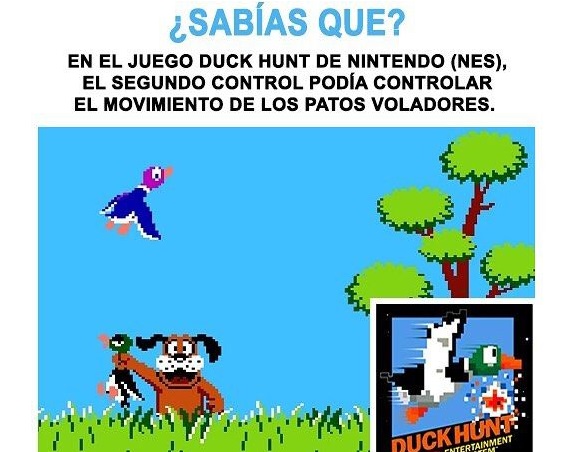 ¿SABÍAS QUE?
EN EL JUEGO DUCK HUNT DE NINTENDO (NES),
EL SEGUNDO CONTROL PODÍA CONTROLAR
EL MOVIMIENTO DE LOS PATOS VOLADORES.
DUCK HUNT
ENTERTAINMENT